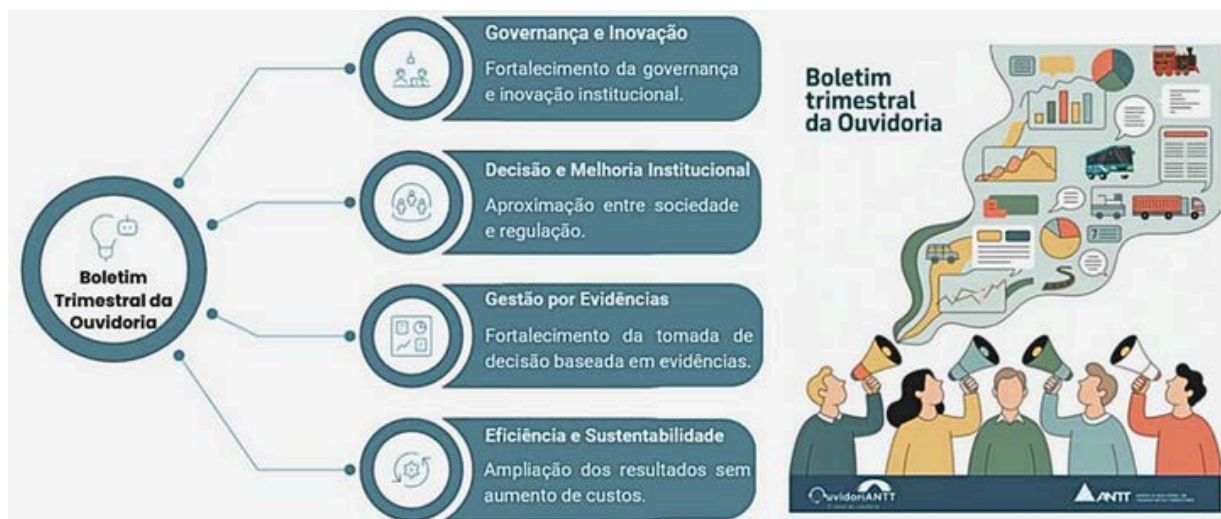 Boletim
Trimestral da
Ouvidoria
Governança e Inovação
Fortalecimento da governança
e inovação institucional.
Decisão e Melhoria Institucional
Aproximação entre sociedade
e regulação.
Gestão por Evidências
Fortalecimento da tomada de
decisão baseada em evidências.
Eficiência e Sustentabilidade
Ampliação dos resultados sem
aumento de custos.
Boletim
trimestral
da Ouvidoria
7
OuvidoriANTT
ANTT